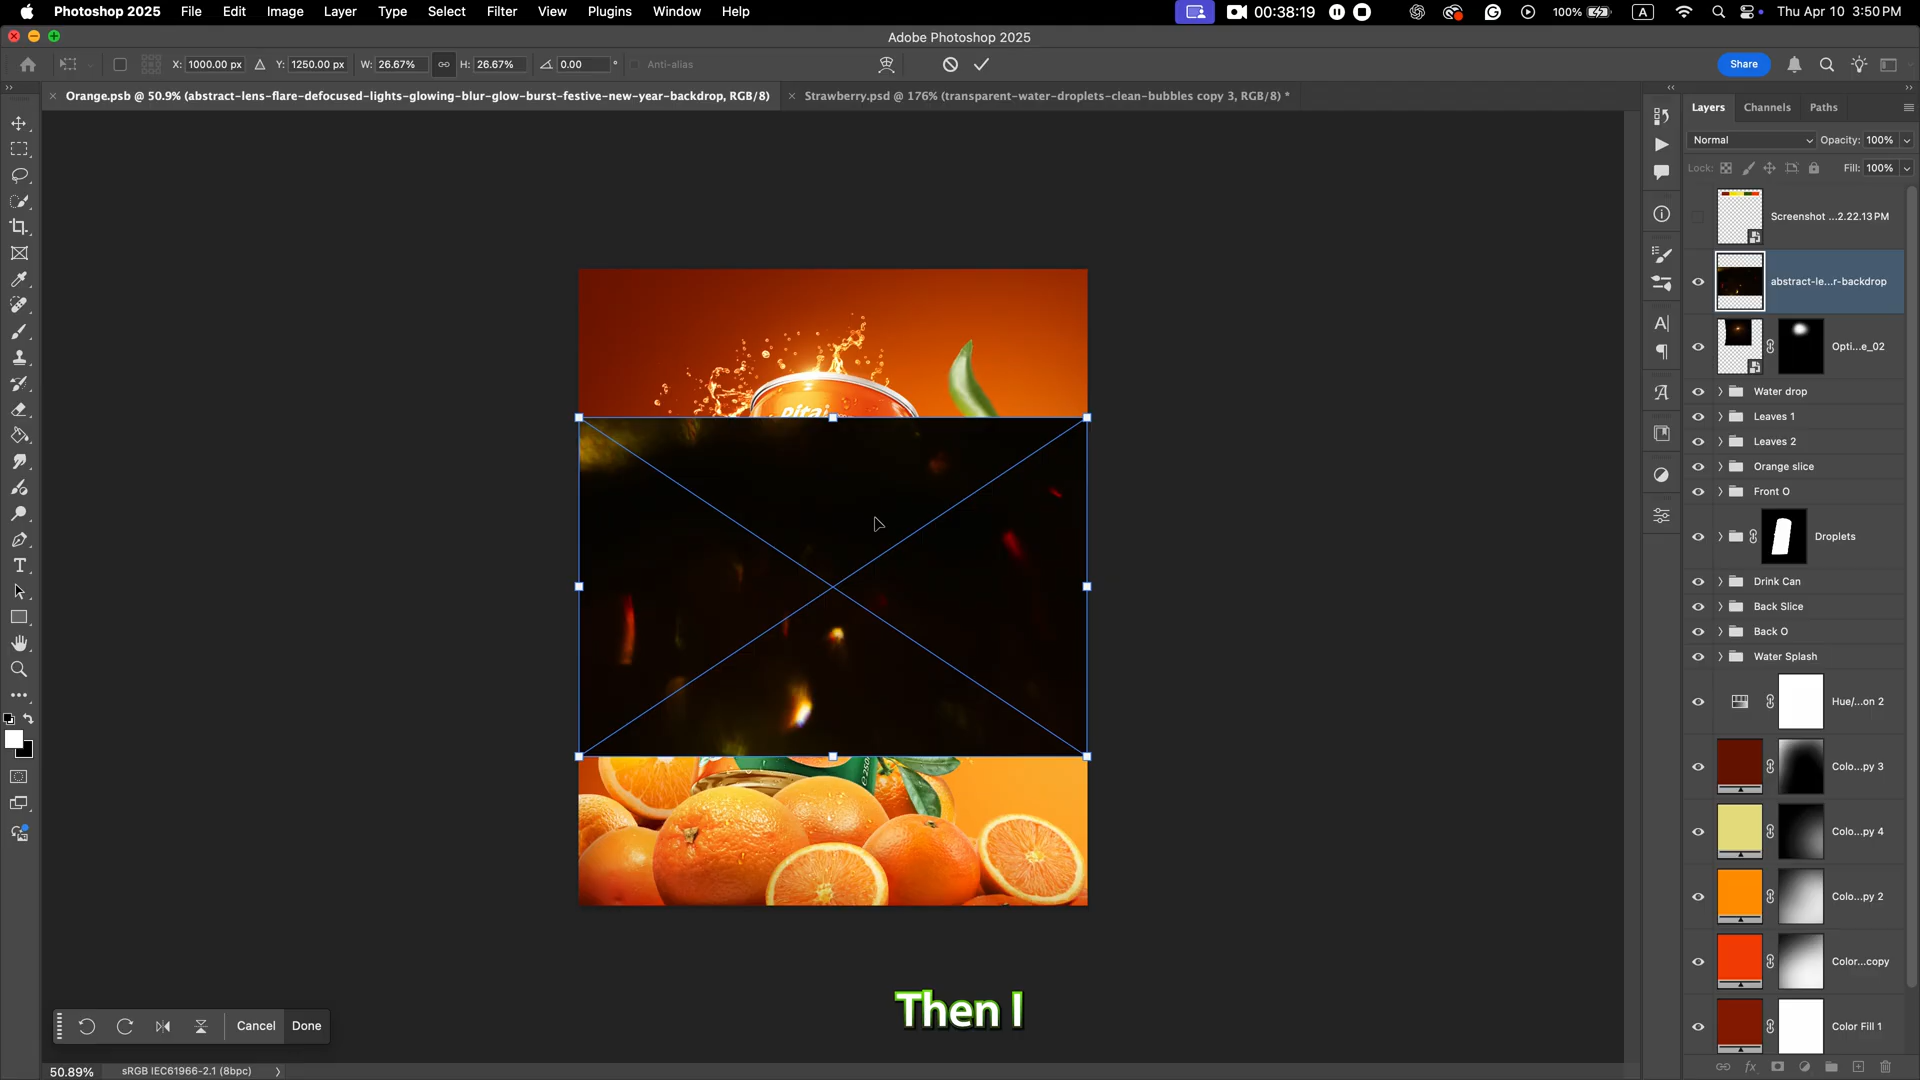 Photoshop 2025 File Edit Image Layer Type Select Filter View Plugins Window Help 00:38:19 100% A Thu Apr 10 3:50 PM
Adobe Photoshop 2025
X: 1000.00 px Y: 1250.00 px W: 26.67% H: 26.67% 0.00 ° Anti-alias Share
Orange.psb @ 50.9% (abstract-lens-flare-defocused-lights-glowing-blur-glow-burst-festive-new-year-backdrop, RGB/8) Strawberry.psd @ 176% (transparent-water-droplets-clean-bubbles copy 3, RGB/8) *
Layers Channels Paths
Normal Opacity: 100%
Lock: Fill: 100%
Screenshot ...2.22.13 PM
abstract-le...r-backdrop
Opti...e_02
Water drop
Leaves 1
Leaves 2
Orange slice
Front O
Droplets
Drink Can
Back Slice
Back O
Water Splash
Hue/...on 2
Colo...py 3
Colo...py 4
Colo...py 2
Color...copy
Color Fill 1
Then I
Cancel Done
50.89% sRGB IEC61966-2.1 (8bpc)